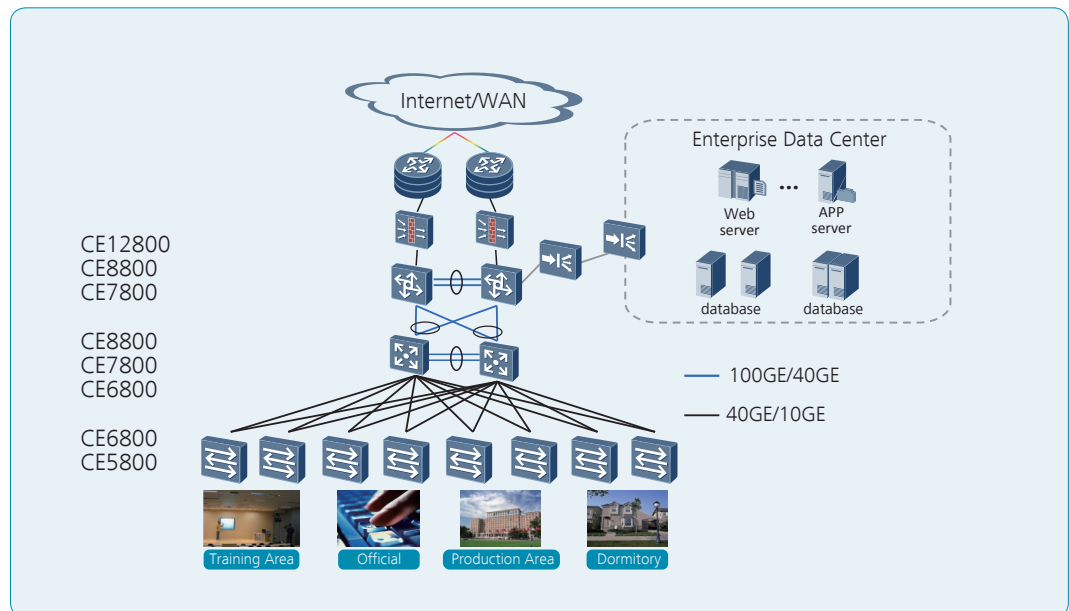 Internet/WAN
Enterprise Data Center
...
Web
server
APP
server
database
database
CE12800
CE8800
CE7800
CE8800
CE7800
CE6800
100GE/40GE
40GE/10GE
CE6800
CE5800
Training Area
Official
Production Area
Dormitory